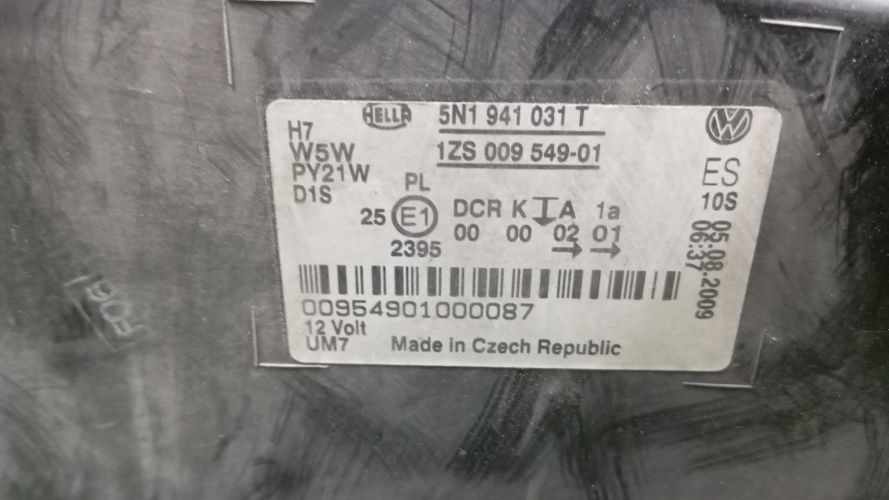 HELLA 5N1 941 031 T
1ZS 009 549-01
H7
W5W
PY21W
D1S
ES
10S
PL
25 E1 DCR K A 1a
2395 00 00 02 01
05.08.2009
06:37
00954901000087
12 Volt
UM7 Made in Czech Republic